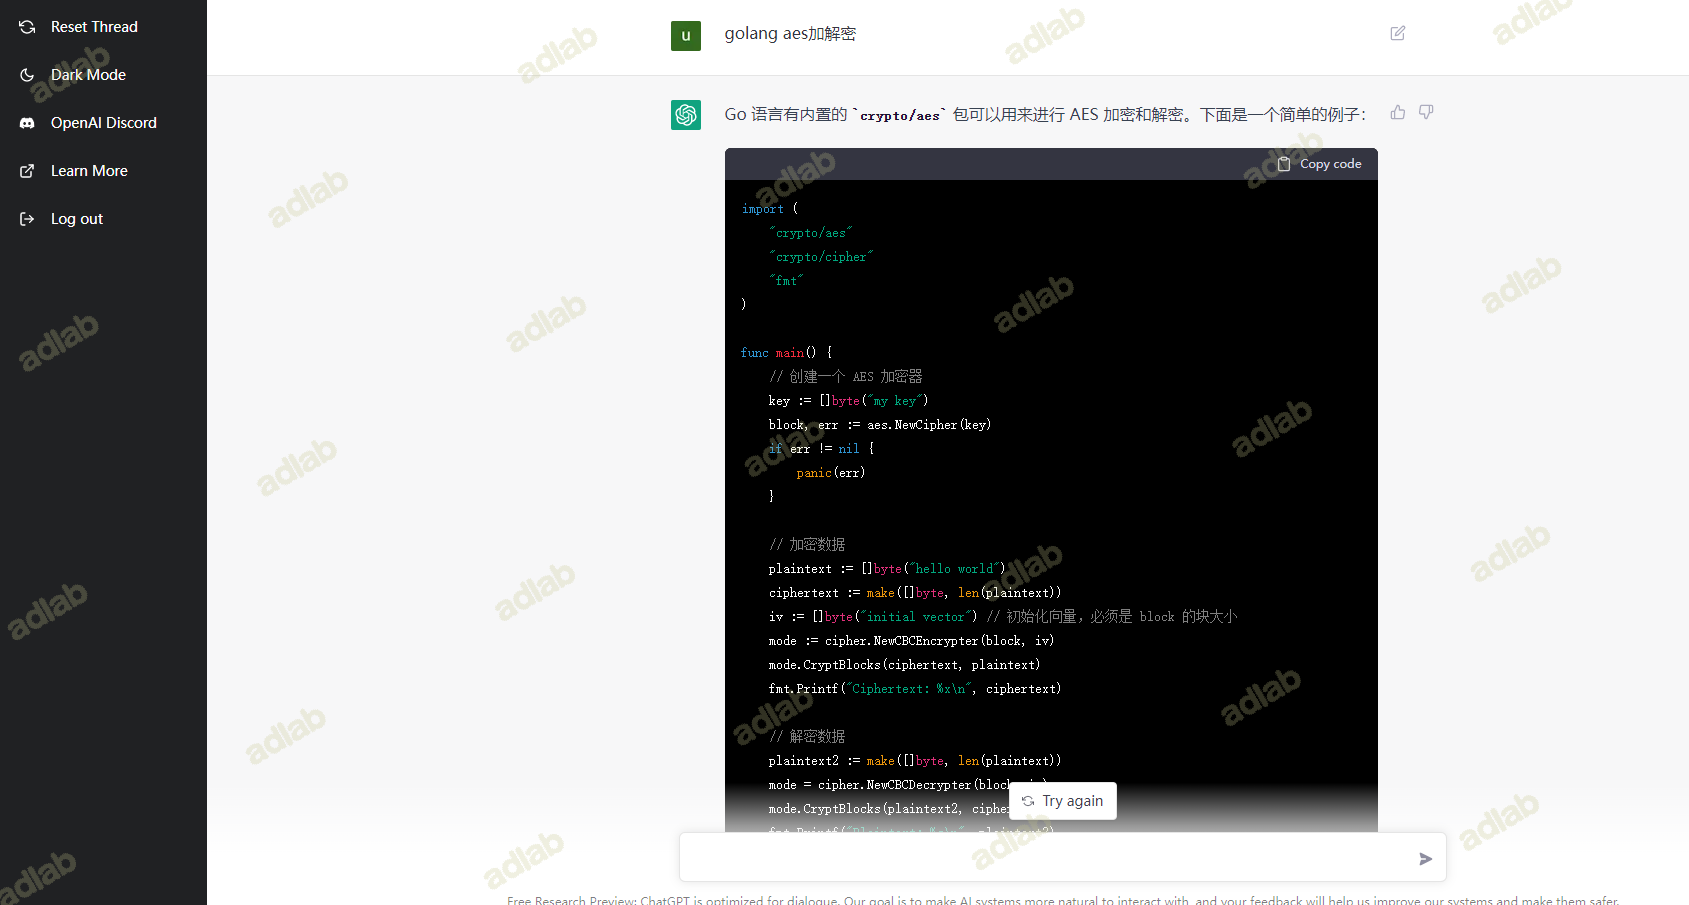 Reset Thread
Dark Mode
OpenAI Discord
Learn More
Log out
u
golang aes加解密
Go 语言有内置的 `crypto/aes` 包可以用来进行 AES 加密和解密。下面是一个简单的例子：
Copy code
import (
    "crypto/aes"
    "crypto/cipher"
    "fmt"
)
func main() {
    // 创建一个 AES 加密器
    key := []byte("my key")
    block, err := aes.NewCipher(key)
    if err != nil {
        panic(err)
    }
    // 加密数据
    plaintext := []byte("hello world")
    ciphertext := make([]byte, len(plaintext))
    iv := []byte("initial vector") // 初始化向量，必须是 block 的块大小
    mode := cipher.NewCBCEncrypter(block, iv)
    mode.CryptBlocks(ciphertext, plaintext)
    fmt.Printf("Ciphertext: %x\n", ciphertext)
    // 解密数据
    plaintext2 := make([]byte, len(plaintext))
    mode = cipher.NewCBCDecrypter(block
    mode.CryptBlocks(plaintext2, cipher
Try again
Free Research Preview: ChatGPT is optimized for dialogue. Our goal is to make AI systems more natural to interact with, and your feedback will help us improve our systems and make them safer.
adlab